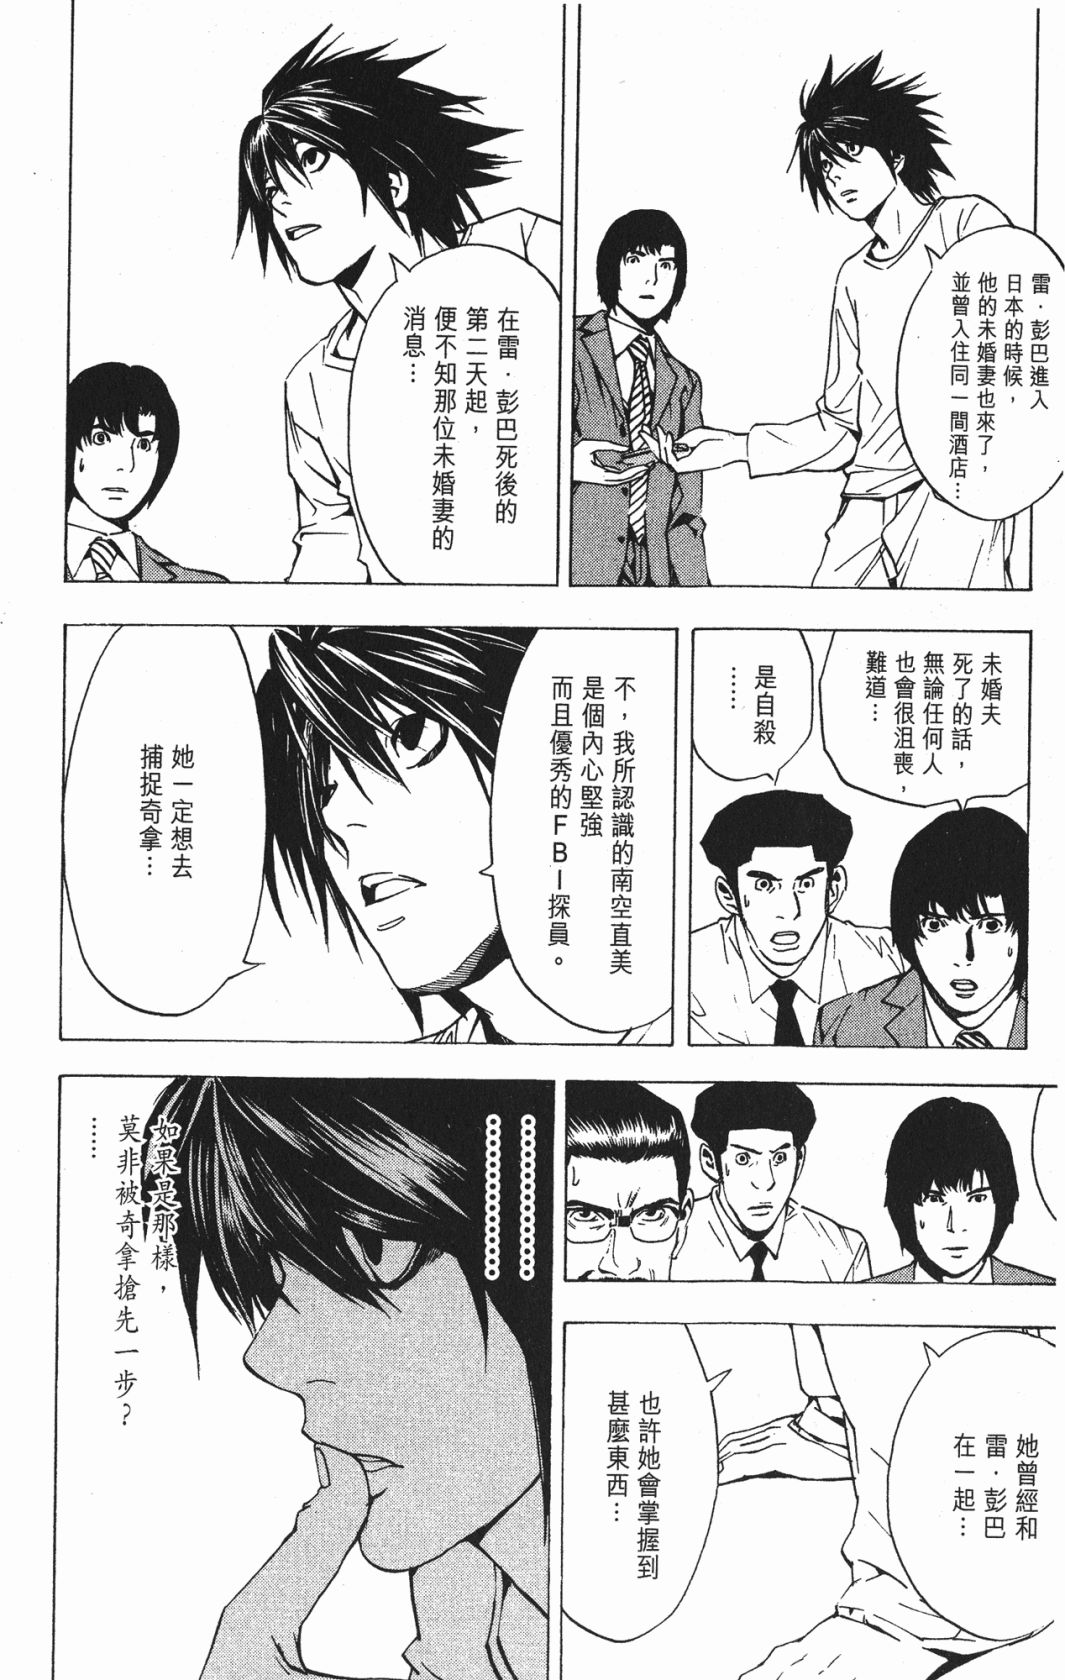 雷．彭巴進入
日本的時候，
他的未婚妻也來了，
並曾入住同一間酒店…
在雷．彭巴死後的
第二天起，
便不知那位未婚妻的
消息…
未婚夫
死了的話，
無論任何人
也會很沮喪，
難道…
是自殺
……
不，我所認識的南空直美
是個內心堅強
而且優秀的FBI探員。
她一定想去
捕捉奇拿…
她曾經和
雷．彭巴
在一起…
也許她會掌握到
甚麼東西…
如果是那樣，
莫非被奇拿搶先一步？
……